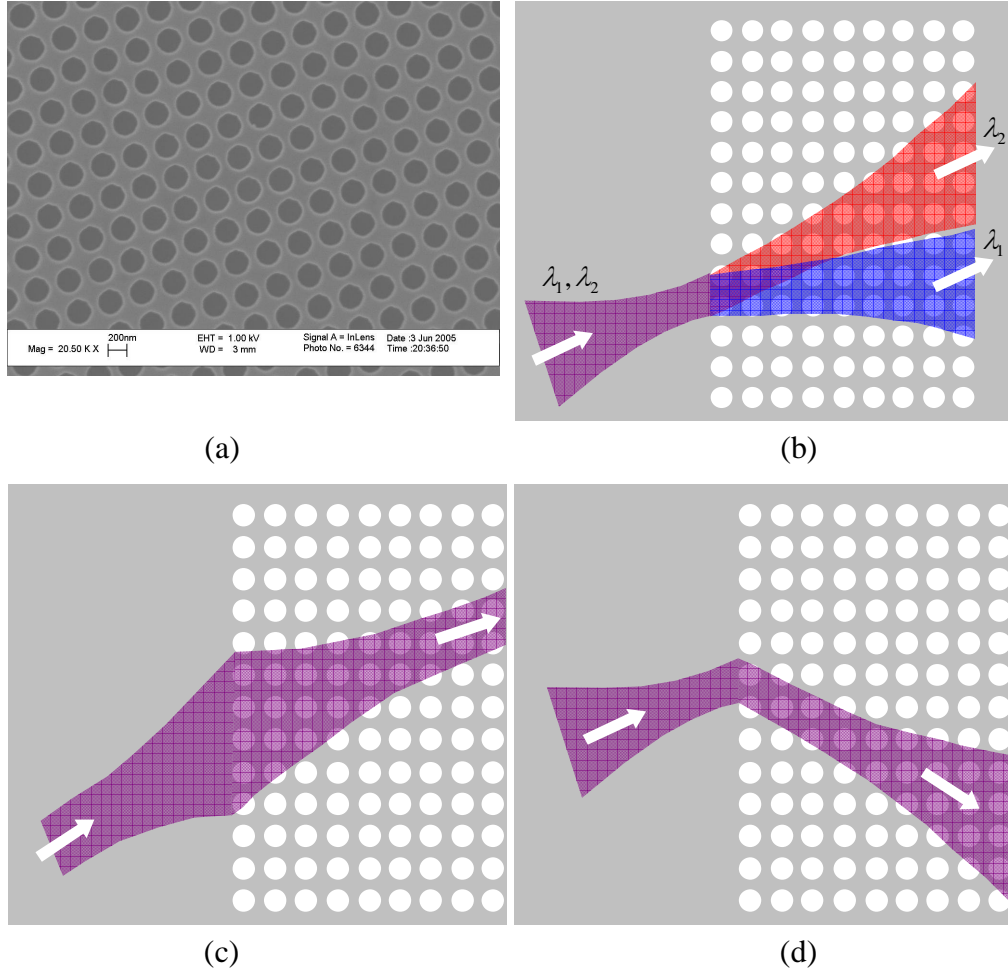 200nm
Mag = 20.50 K X
EHT = 1.00 kV
WD = 3 mm
Signal A = InLens
Photo No. = 6344
Date :3 Jun 2005
Time :20:36:50
(a)
λ2
λ1
λ1, λ2
(b)
(c)
(d)